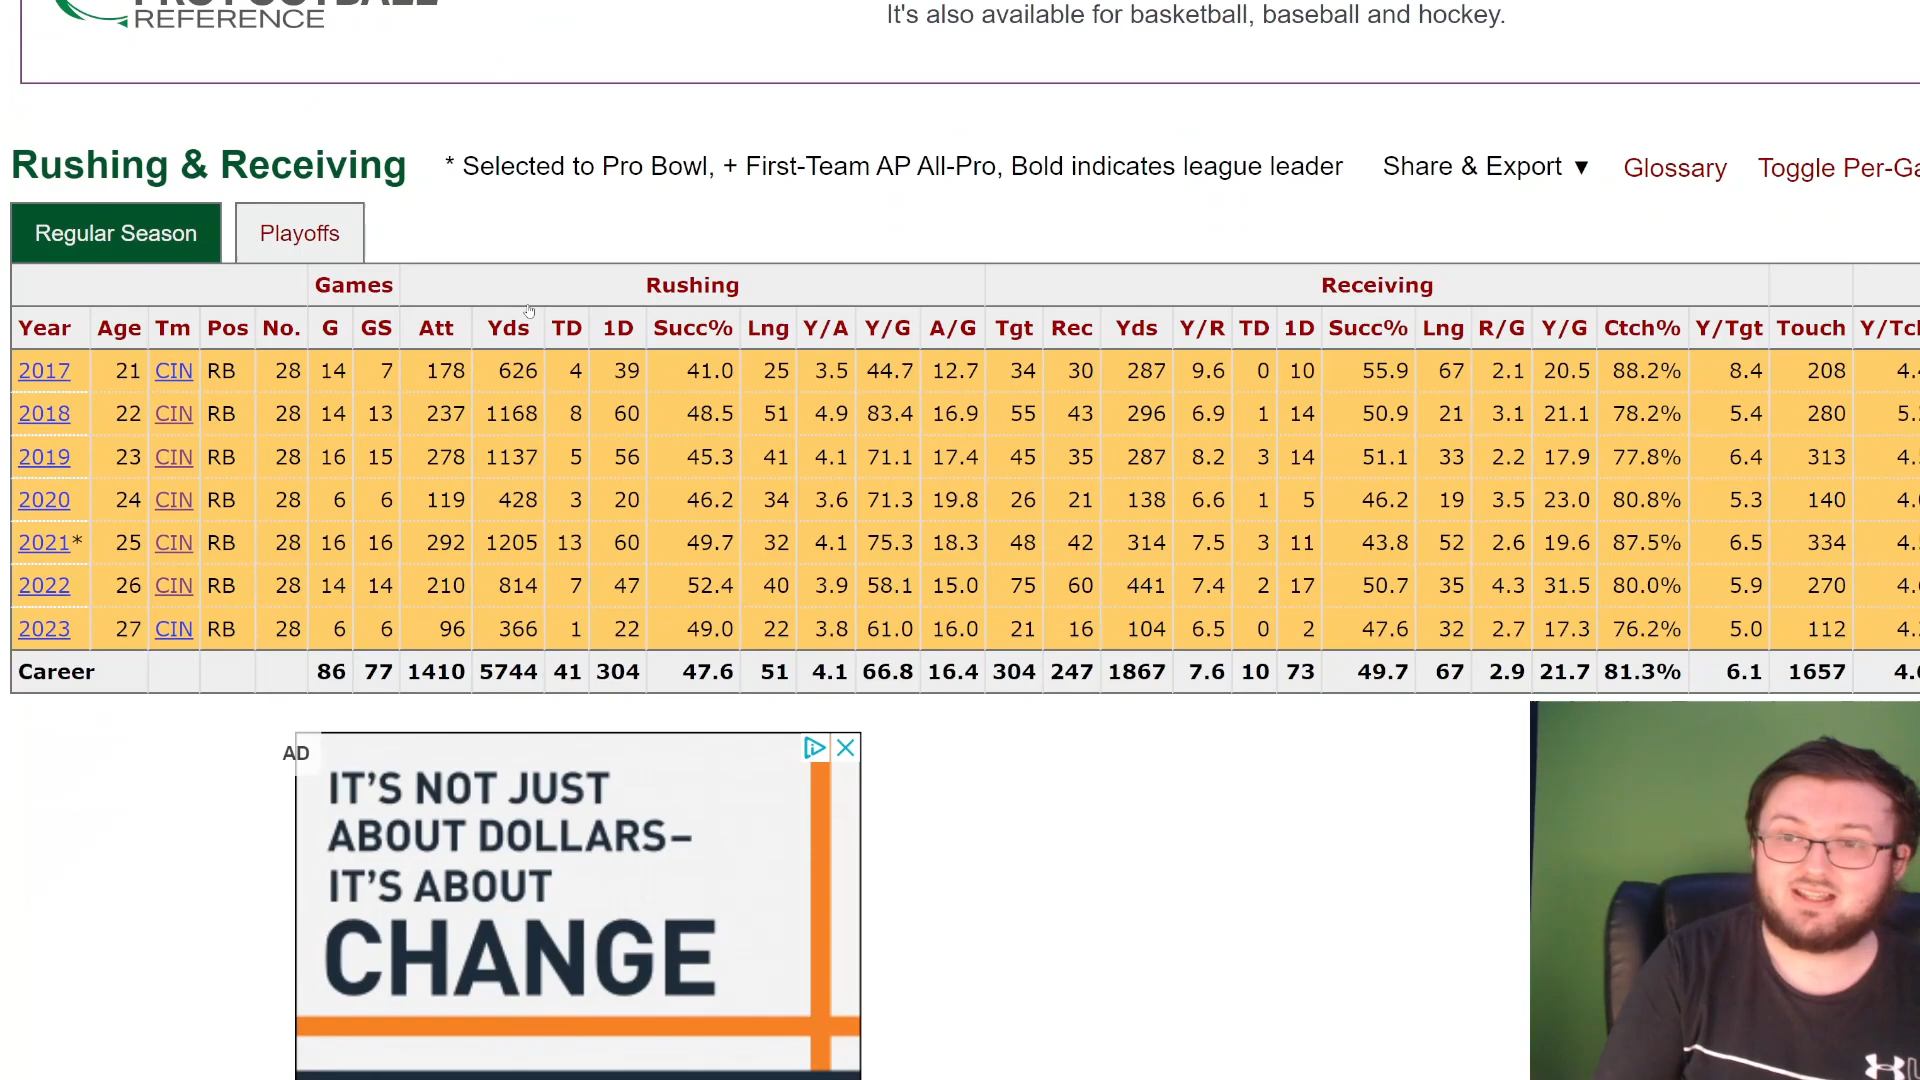 REFERENCE
It's also available for basketball, baseball and hockey.
Rushing & Receiving * Selected to Pro Bowl, + First-Team AP All-Pro, Bold indicates league leader Share & Export ▼ Glossary Toggle Per-Ga
Regular Season Playoffs
Games Rushing Receiving
Year Age Tm Pos No. G GS Att Yds TD 1D Succ% Lng Y/A Y/G A/G Tgt Rec Yds Y/R TD 1D Succ% Lng R/G Y/G Ctch% Y/Tgt Touch Y/Tch
2017 21 CIN RB 28 14 7 178 626 4 39 41.0 25 3.5 44.7 12.7 34 30 287 9.6 0 10 55.9 67 2.1 20.5 88.2% 8.4 208 4.
2018 22 CIN RB 28 14 13 237 1168 8 60 48.5 51 4.9 83.4 16.9 55 43 296 6.9 1 14 50.9 21 3.1 21.1 78.2% 5.4 280 5.
2019 23 CIN RB 28 16 15 278 1137 5 56 45.3 41 4.1 71.1 17.4 45 35 287 8.2 3 14 51.1 33 2.2 17.9 77.8% 6.4 313 4.
2020 24 CIN RB 28 6 6 119 428 3 20 46.2 34 3.6 71.3 19.8 26 21 138 6.6 1 5 46.2 19 3.5 23.0 80.8% 5.3 140 4.
2021* 25 CIN RB 28 16 16 292 1205 13 60 49.7 32 4.1 75.3 18.3 48 42 314 7.5 3 11 43.8 52 2.6 19.6 87.5% 6.5 334 4.
2022 26 CIN RB 28 14 14 210 814 7 47 52.4 40 3.9 58.1 15.0 75 60 441 7.4 2 17 50.7 35 4.3 31.5 80.0% 5.9 270 4.
2023 27 CIN RB 28 6 6 96 366 1 22 49.0 22 3.8 61.0 16.0 21 16 104 6.5 0 2 47.6 32 2.7 17.3 76.2% 5.0 112 4.
Career 86 77 1410 5744 41 304 47.6 51 4.1 66.8 16.4 304 247 1867 7.6 10 73 49.7 67 2.9 21.7 81.3% 6.1 1657 4.
AD
IT'S NOT JUST
ABOUT DOLLARS–
IT'S ABOUT
CHANGE